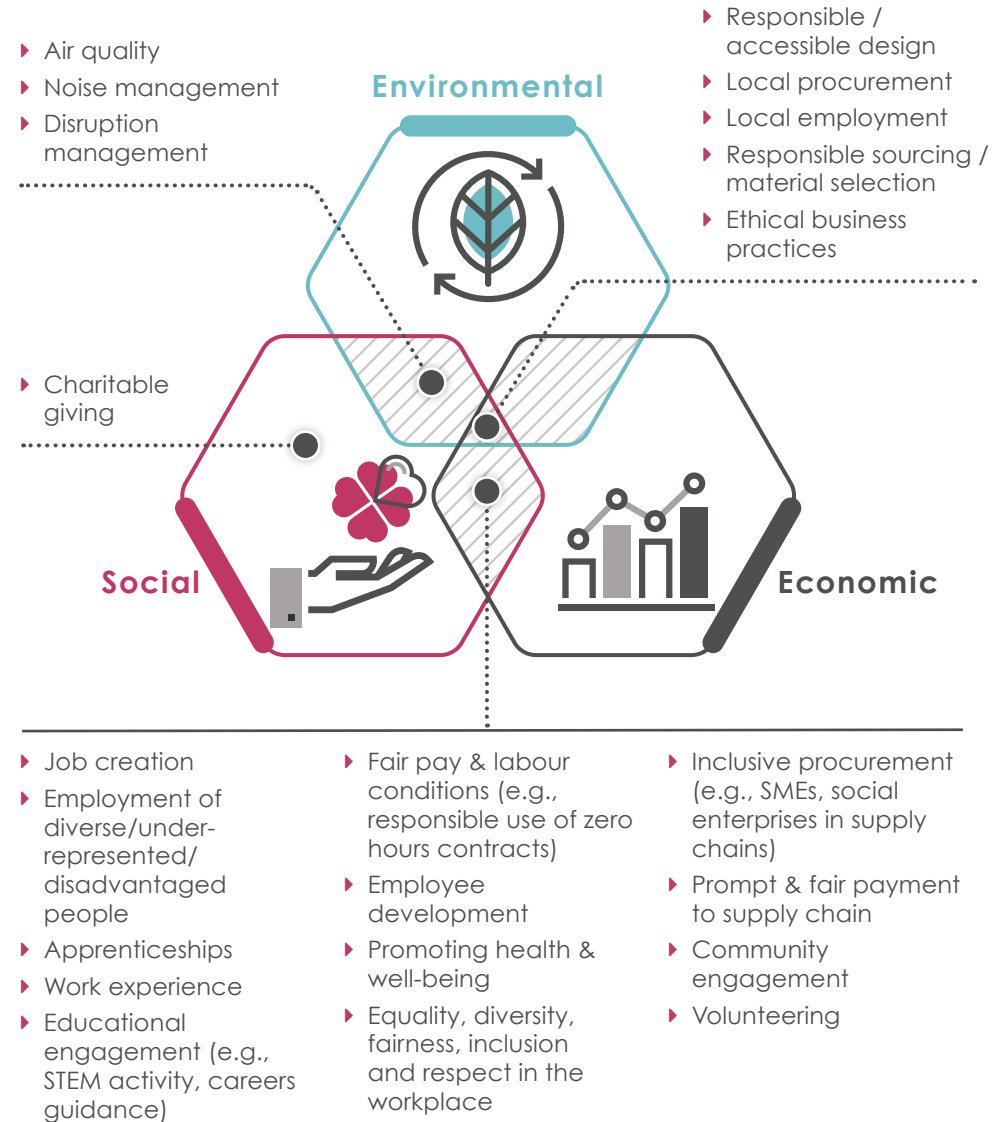 Air quality
Noise management
Disruption
management
Environmental
Responsible /
accessible design
Local procurement
Local employment
Responsible sourcing /
material selection
Ethical business
practices
Charitable
giving
Social
Economic
Job creation
Employment of
diverse/under-
represented/
disadvantaged
people
Apprenticeships
Work experience
Educational
engagement (e.g.,
STEM activity, careers
guidance)
Fair pay & labour
conditions (e.g.,
responsible use of zero
hours contracts)
Employee
development
Promoting health &
well-being
Equality, diversity,
fairness, inclusion
and respect in the
workplace
Inclusive procurement
(e.g., SMEs, social
enterprises in supply
chains)
Prompt & fair payment
to supply chain
Community
engagement
Volunteering